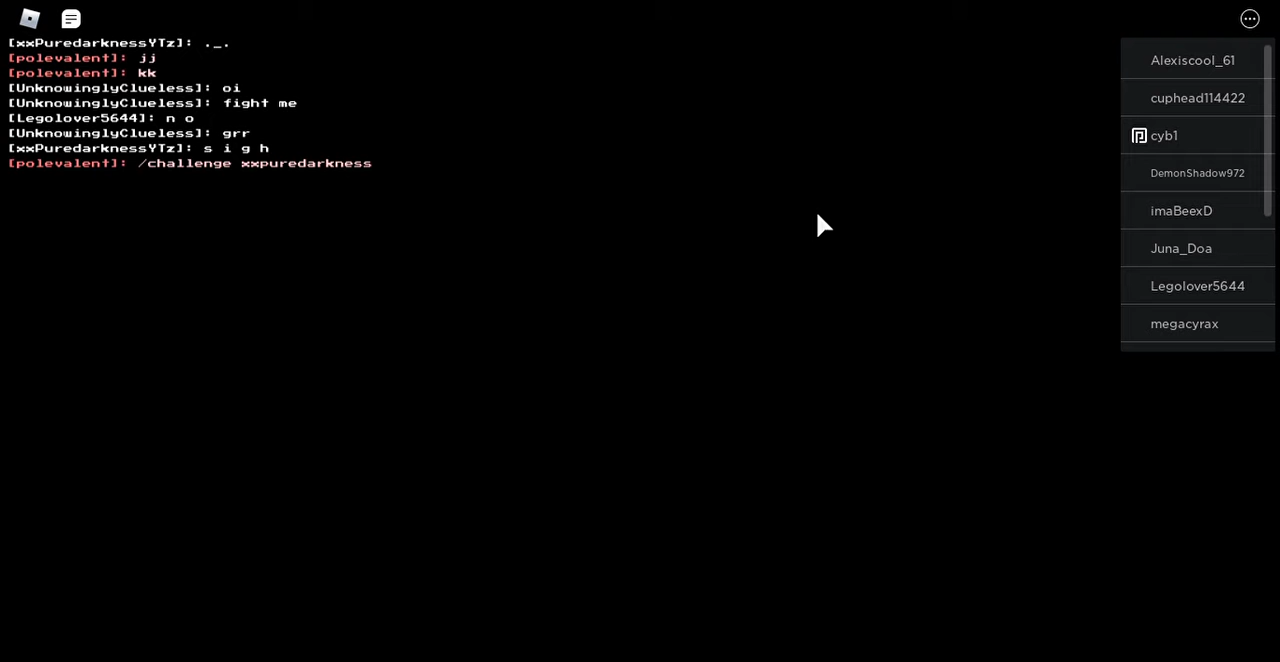 [xxPuredarknessYTz]: ._.
[polevalent]: jj
[polevalent]: kk
[UnknowinglyClueless]: oi
[UnknowinglyClueless]: fight me
[Legolover5644]: n o
[UnknowinglyClueless]: grr
[xxPuredarknessYTz]: s i g h
[polevalent]: /challenge xxpuredarkness
Alexiscool_61
cuphead114422
cyb1
DemonShadow972
imaBeexD
Juna_Doa
Legolover5644
megacyrax